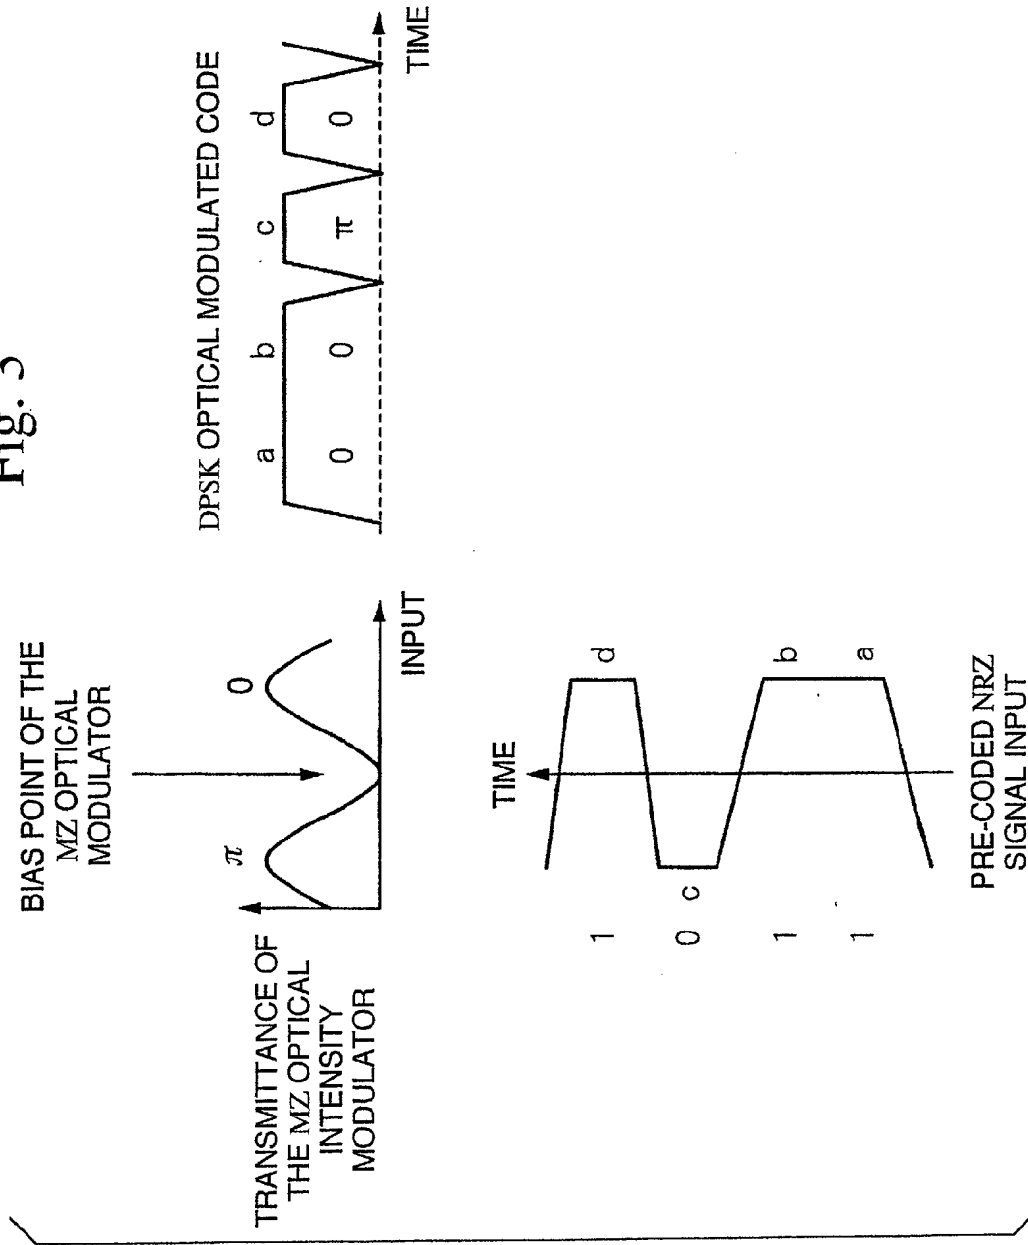 Fig.
BIAS POINT OF THE
MZ OPTICAL
MODULATOR
DPSK OPTICAL MODULATED CODE
a b c d
0 0 π 0
TIME
π 0
INPUT
TRANSMITTANCE OF
THE MZ OPTICAL
INTENSITY
MODULATOR
TIME
1 d
0 c
1 b
1 a
PRE-CODED NRZ
SIGNAL INPUT